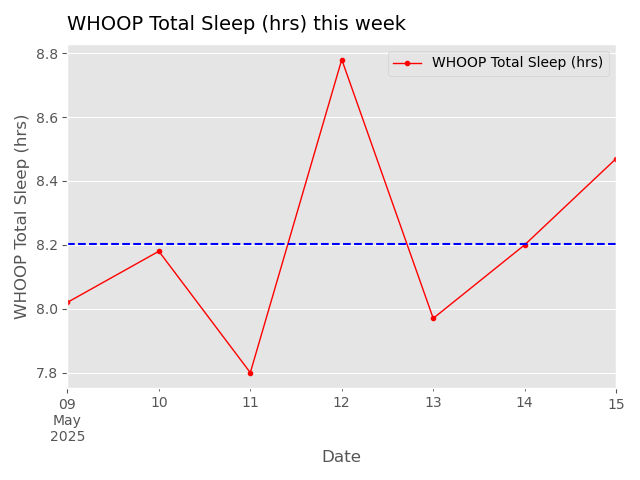 WHOOP Total Sleep (hrs) this week
WHOOP Total Sleep (hrs)
WHOOP Total Sleep (hrs)
8.8
8.6
8.4
8.2
8.0
7.8
09 10 11 12 13 14 15
May
2025
Date